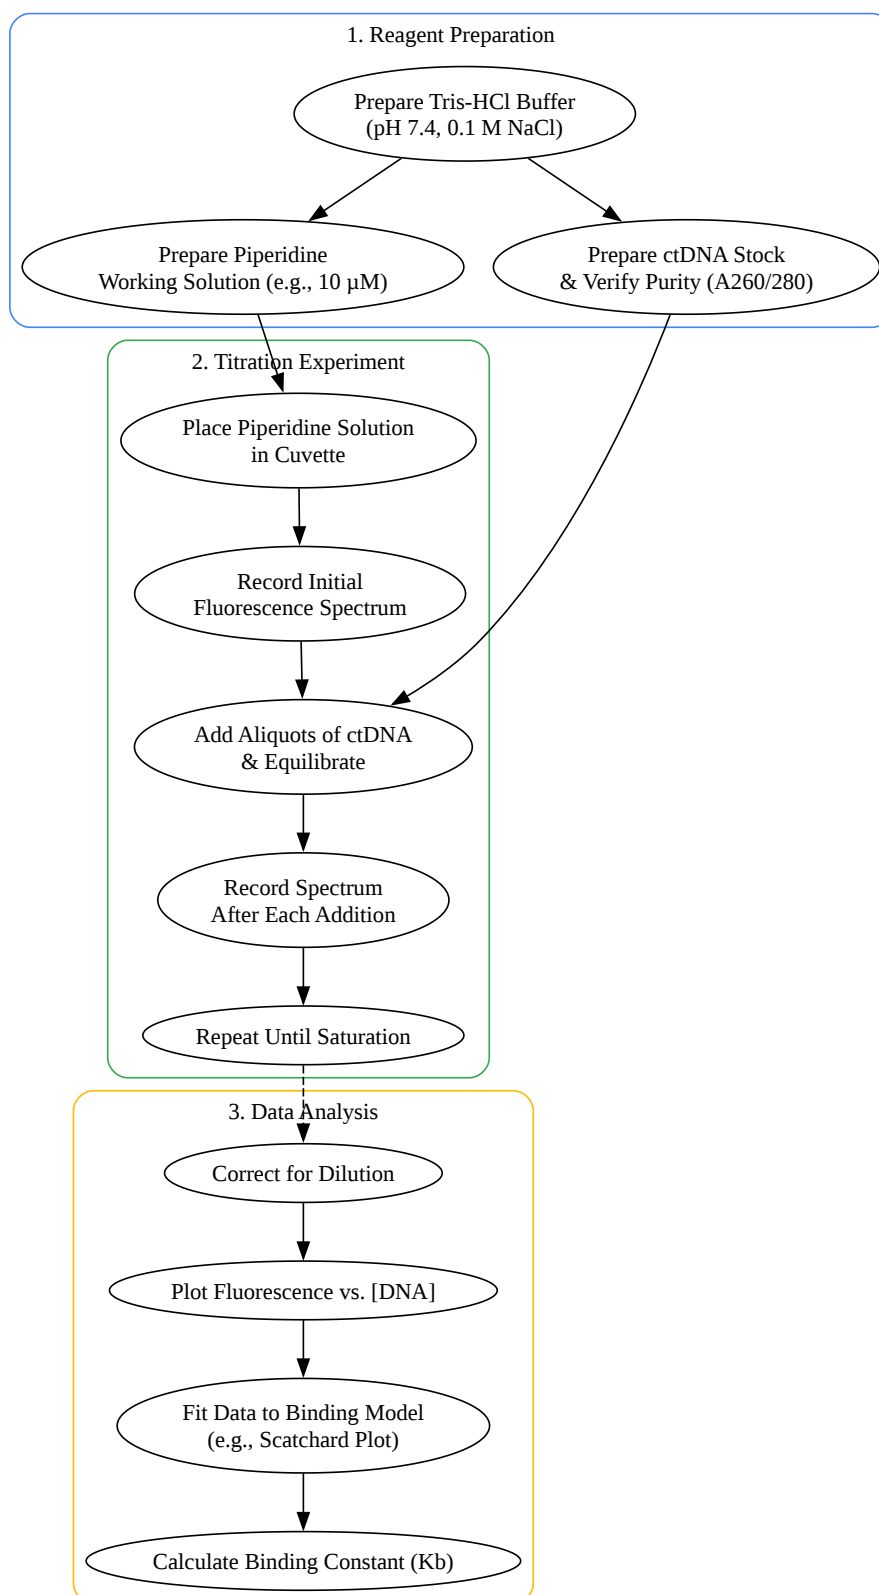 1. Reagent Preparation
Prepare Tris-HCl Buffer
(pH 7.4, 0.1 M NaCl)
Prepare Piperidine
Working Solution (e.g., 10 µM)
Prepare ctDNA Stock
& Verify Purity (A260/280)
2. Titration Experiment
Place Piperidine Solution
in Cuvette
Record Initial
Fluorescence Spectrum
Add Aliquots of ctDNA
& Equilibrate
Record Spectrum
After Each Addition
Repeat Until Saturation
3. Data Analysis
Correct for Dilution
Plot Fluorescence vs. [DNA]
Fit Data to Binding Model
(e.g., Scatchard Plot)
Calculate Binding Constant (Kb)